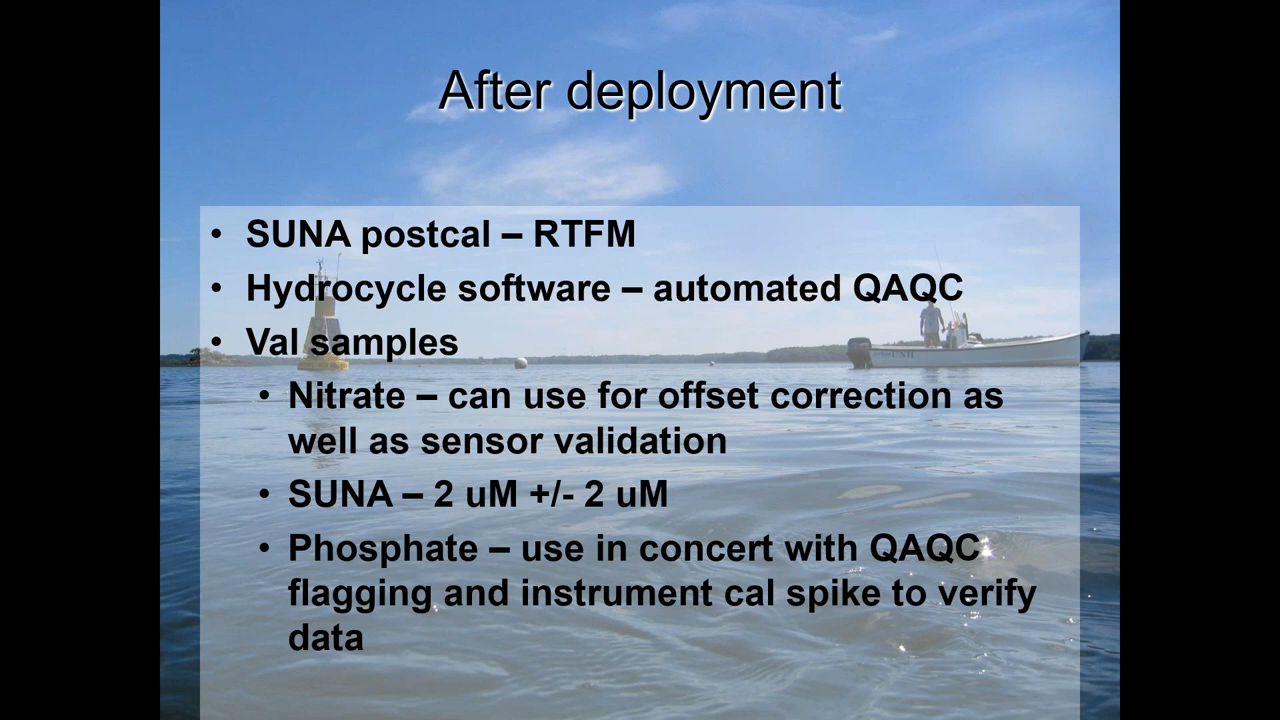 After deployment
• SUNA postcal – RTFM
• Hydrocycle software – automated QAQC
• Val samples
• Nitrate – can use for offset correction as
well as sensor validation
• SUNA – 2 uM +/- 2 uM
• Phosphate – use in concert with QAQC
flagging and instrument cal spike to verify
data